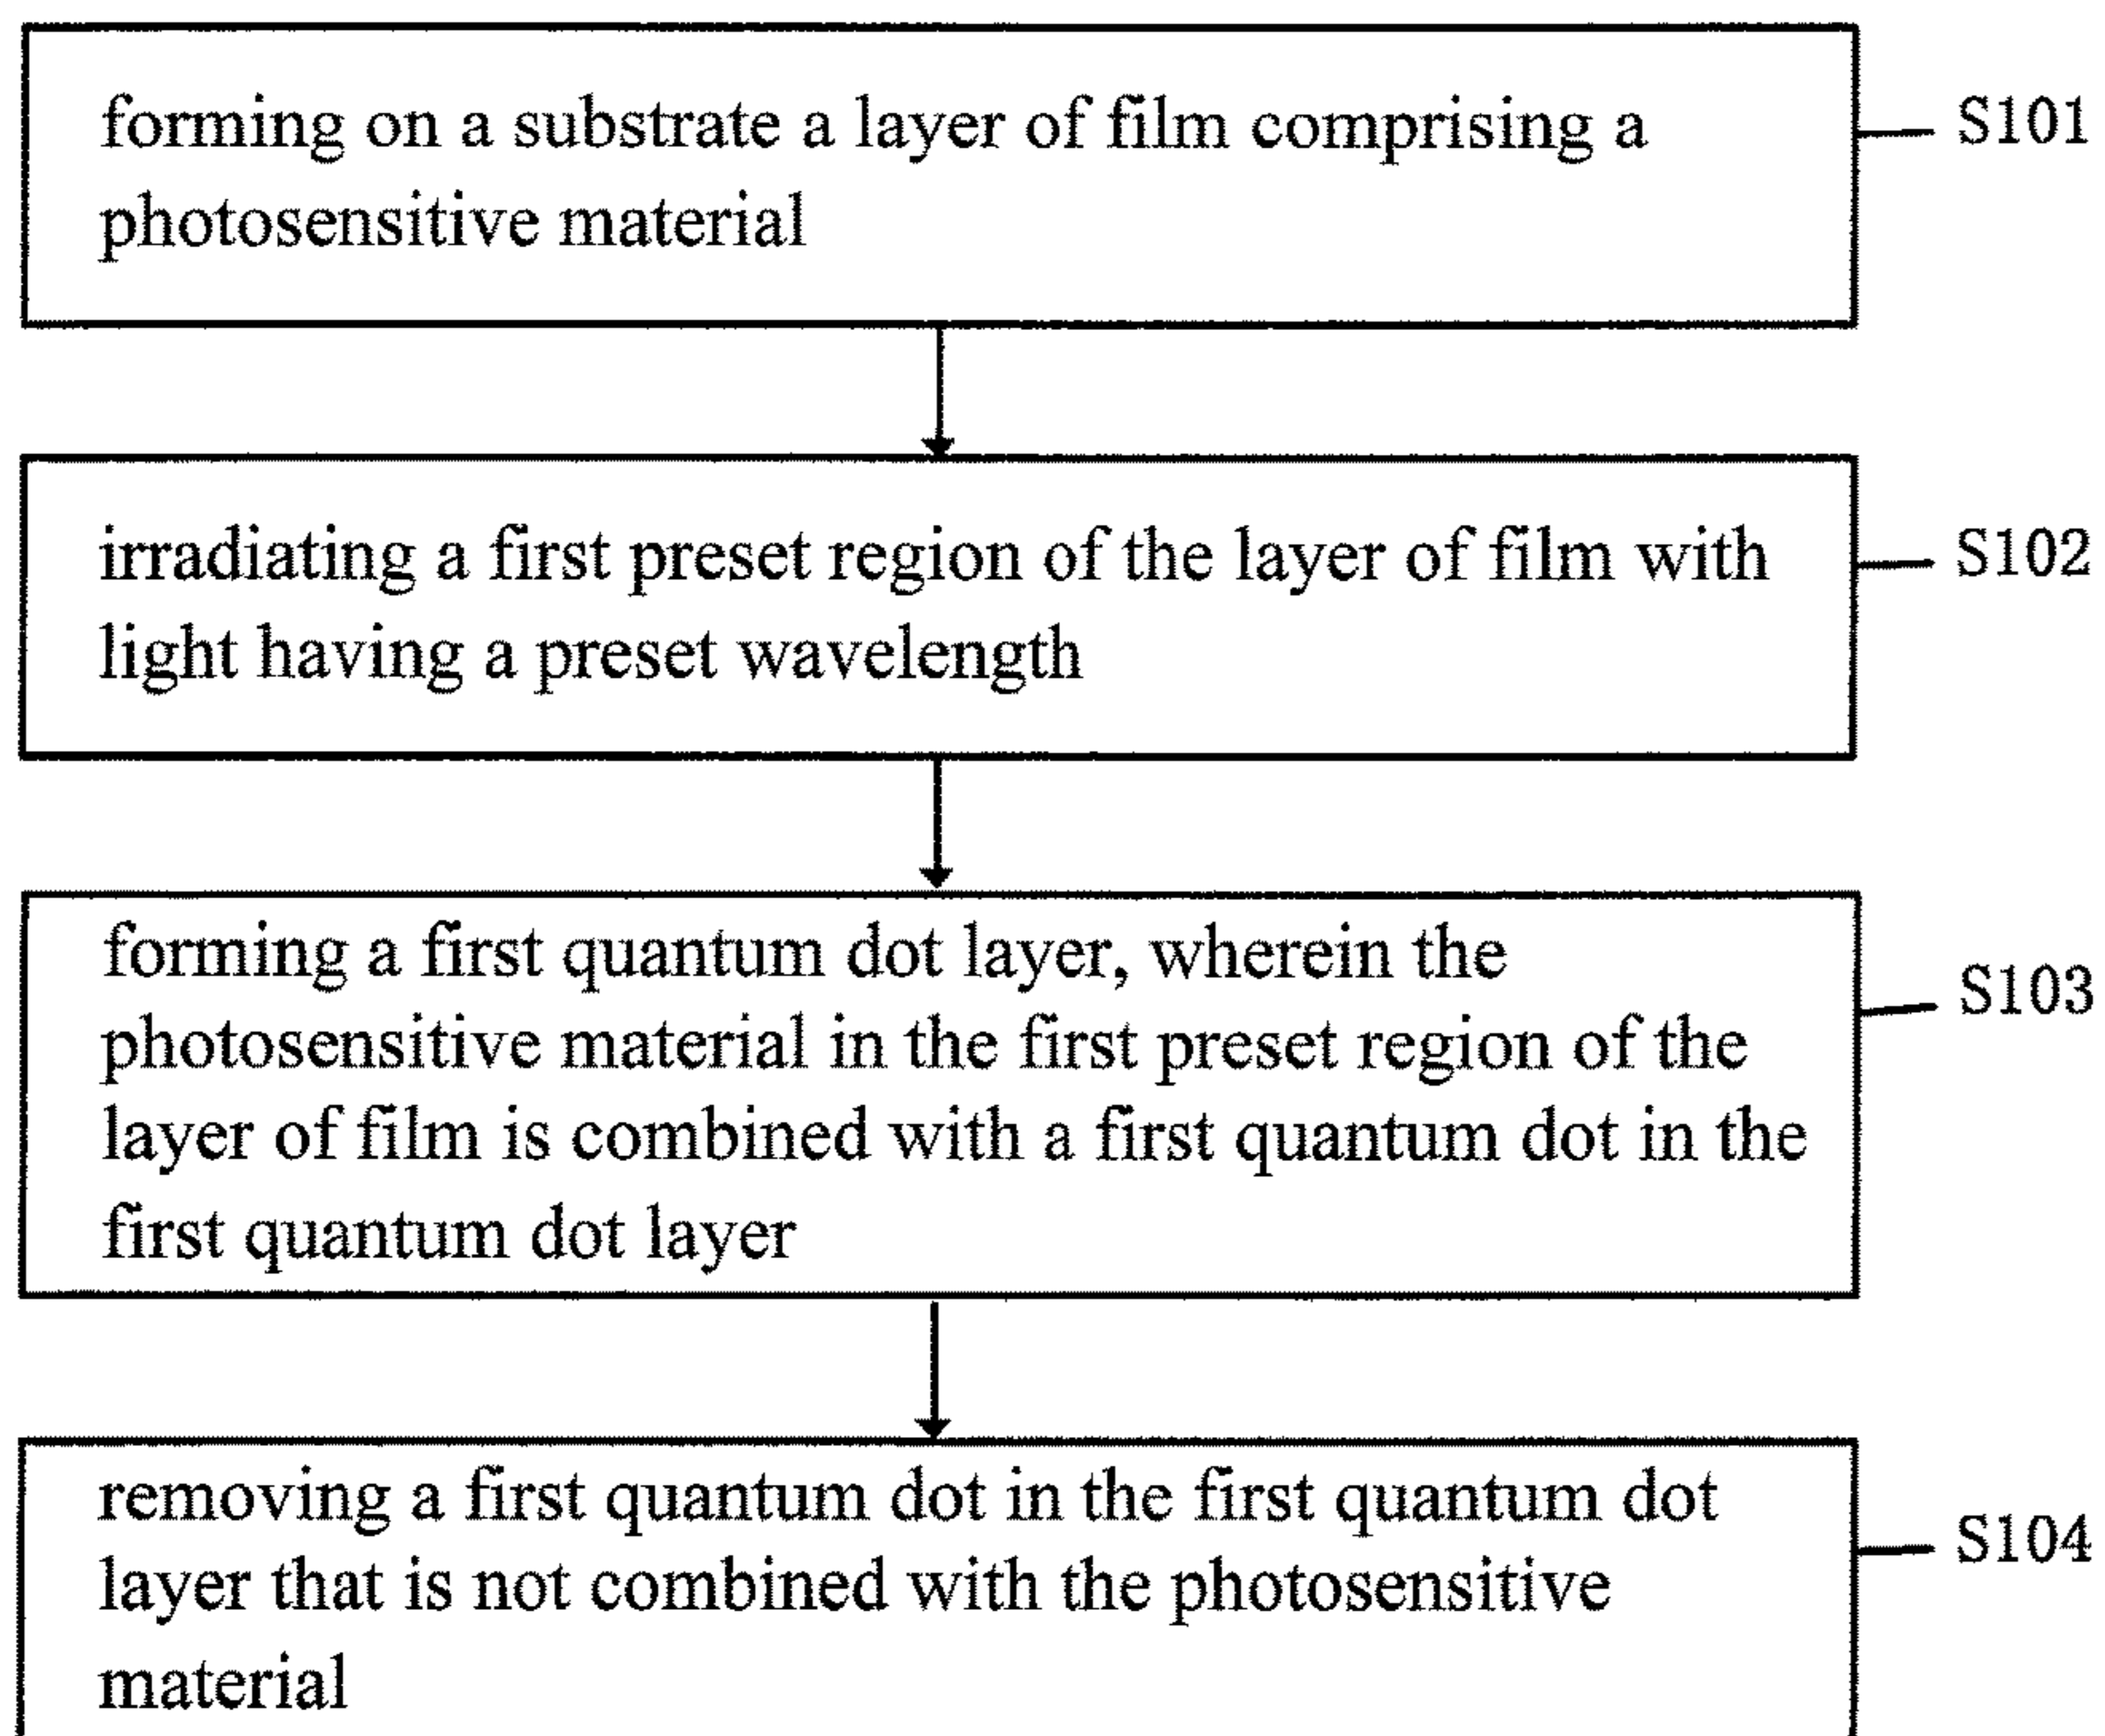 forming on a substrate a layer of film comprising a
photosensitive material
S101
irradiating a first preset region of the layer of film with
light having a preset wavelength
S102
forming a first quantum dot layer, wherein the
photosensitive material in the first preset region of the
layer of film is combined with a first quantum dot in the
first quantum dot layer
S103
removing a first quantum dot in the first quantum dot
layer that is not combined with the photosensitive
material
S104